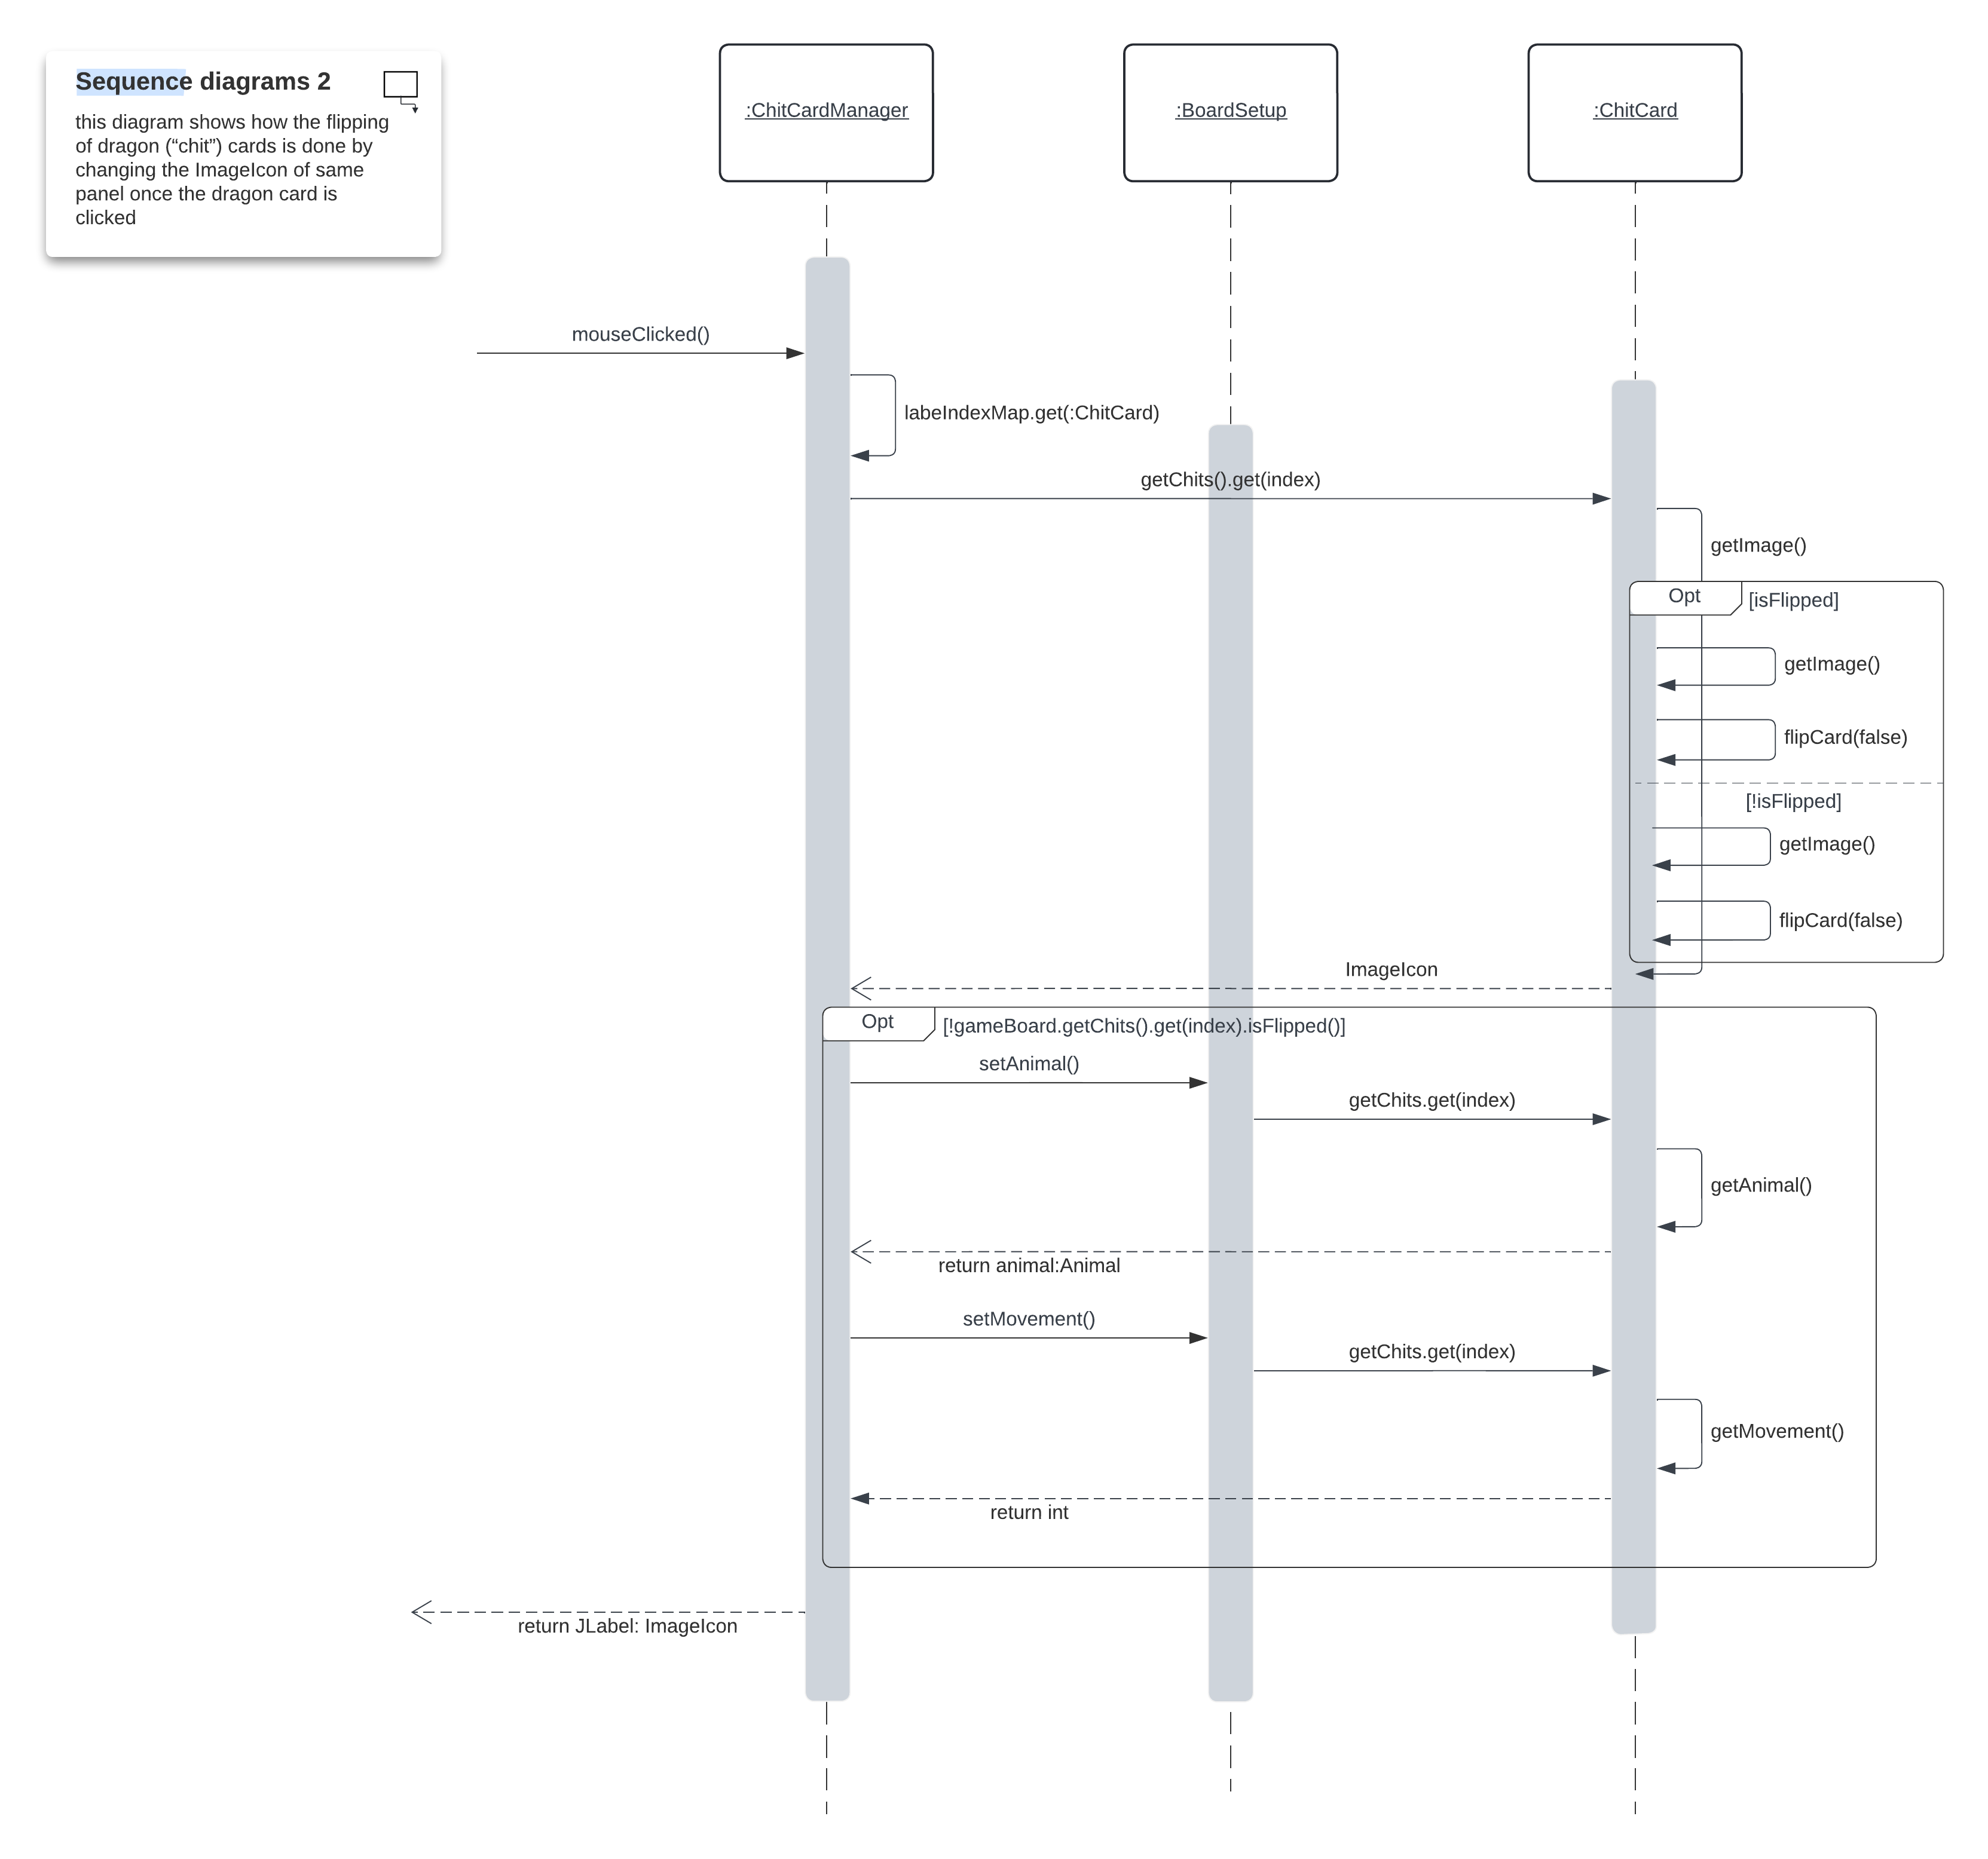 Sequence diagrams 2
this diagram shows how the flipping
of dragon (“chit”) cards is done by
changing the ImageIcon of same
panel once the dragon card is
clicked
:ChitCardManager
:BoardSetup
:ChitCard
mouseClicked()
labeIndexMap.get(:ChitCard)
getChits().get(index)
getImage()
Opt
[isFlipped]
getImage()
flipCard(false)
[!isFlipped]
getImage()
flipCard(false)
ImageIcon
Opt
[!gameBoard.getChits().get(index).isFlipped()]
setAnimal()
getChits.get(index)
getAnimal()
return animal:Animal
setMovement()
getChits.get(index)
getMovement()
return int
return JLabel: ImageIcon